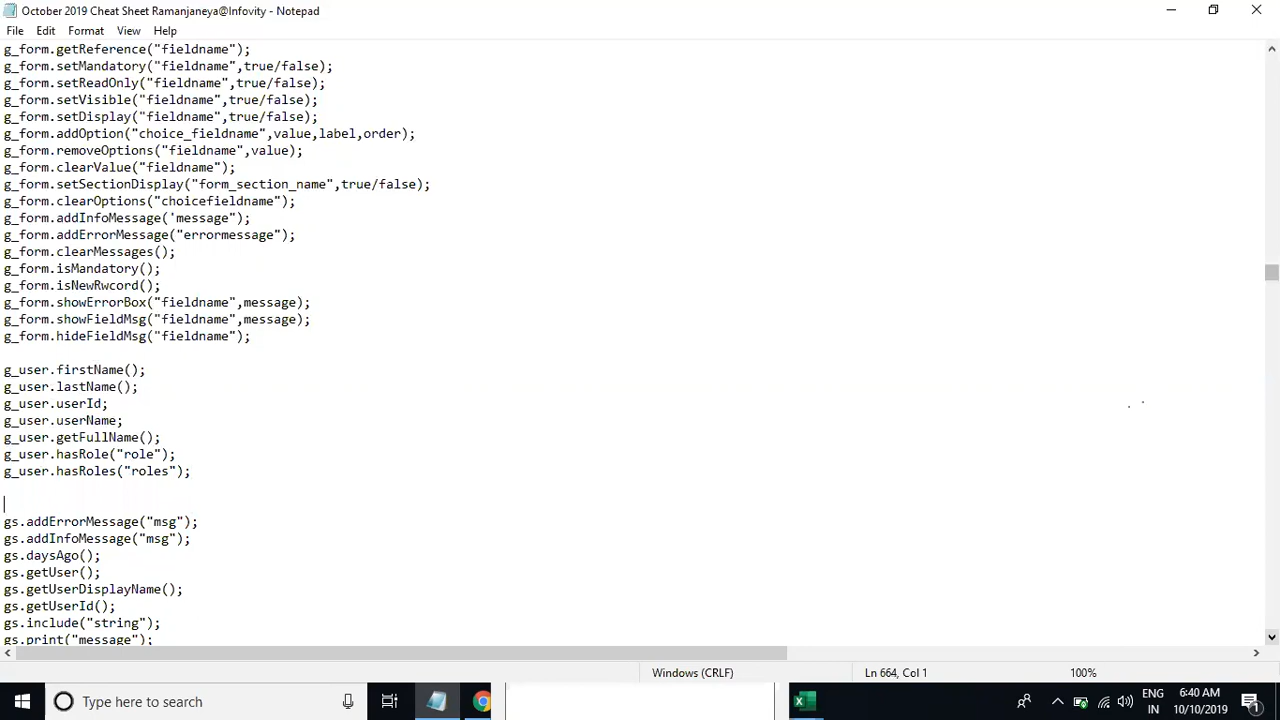 October 2019 Cheat Sheet Ramanjaneya@Infovity - Notepad
File Edit Format View Help
g_form.getReference("fieldname");
g_form.setMandatory("fieldname",true/false);
g_form.setReadOnly("fieldname",true/false);
g_form.setVisible("fieldname",true/false);
g_form.setDisplay("fieldname",true/false);
g_form.addOption("choice_fieldname",value,label,order);
g_form.removeOptions("fieldname",value);
g_form.clearValue("fieldname");
g_form.setSectionDisplay("form_section_name",true/false);
g_form.clearOptions("choicefieldname");
g_form.addInfoMessage('message");
g_form.addErrorMessage("errormessage");
g_form.clearMessages();
g_form.isMandatory();
g_form.isNewRwcord();
g_form.showErrorBox("fieldname",message);
g_form.showFieldMsg("fieldname",message);
g_form.hideFieldMsg("fieldname");
g_user.firstName();
g_user.lastName();
g_user.userId;
g_user.userName;
g_user.getFullName();
g_user.hasRole("role");
g_user.hasRoles("roles");
gs.addErrorMessage("msg");
gs.addInfoMessage("msg");
gs.daysAgo();
gs.getUser();
gs.getUserDisplayName();
gs.getUserId();
gs.include("string");
gs.print("message");
Windows (CRLF) Ln 664, Col 1 100%
Type here to search
ENG 6:40 AM
IN 10/10/2019 1